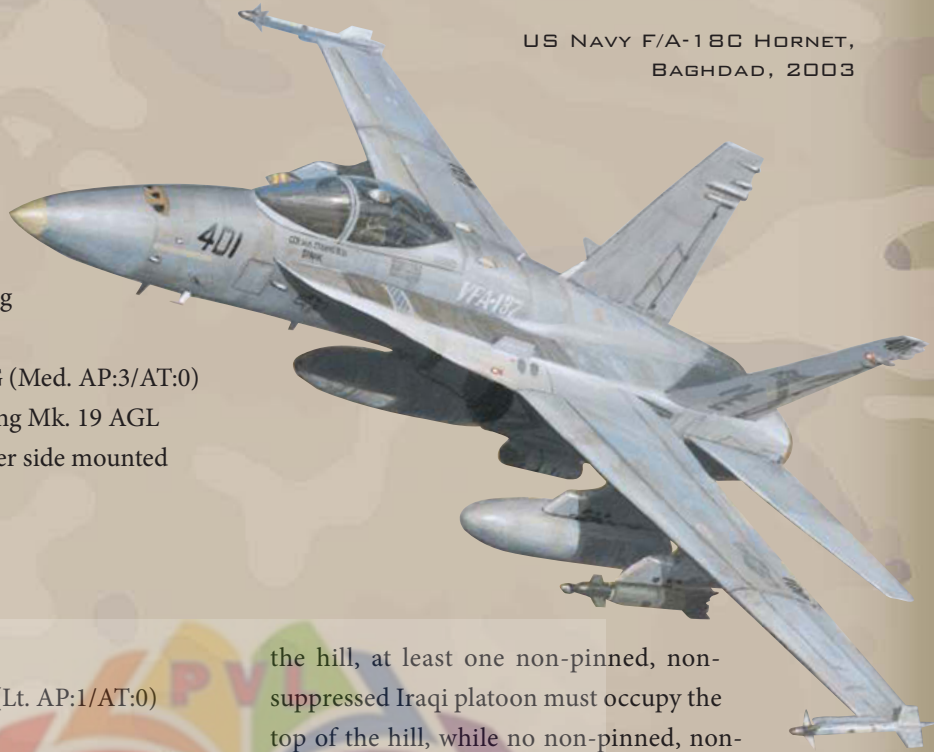 US NAVY F/A-18C HORNET,
BAGHDAD, 2003
401
VFA-137
g
G (Med. AP:3/AT:0)
ng Mk. 19 AGL
er side mounted
PVI
(Lt. AP:1/AT:0)
the hill, at least one non-pinned, non-
suppressed Iraqi platoon must occupy the
top of the hill, while no non-pinned, non-